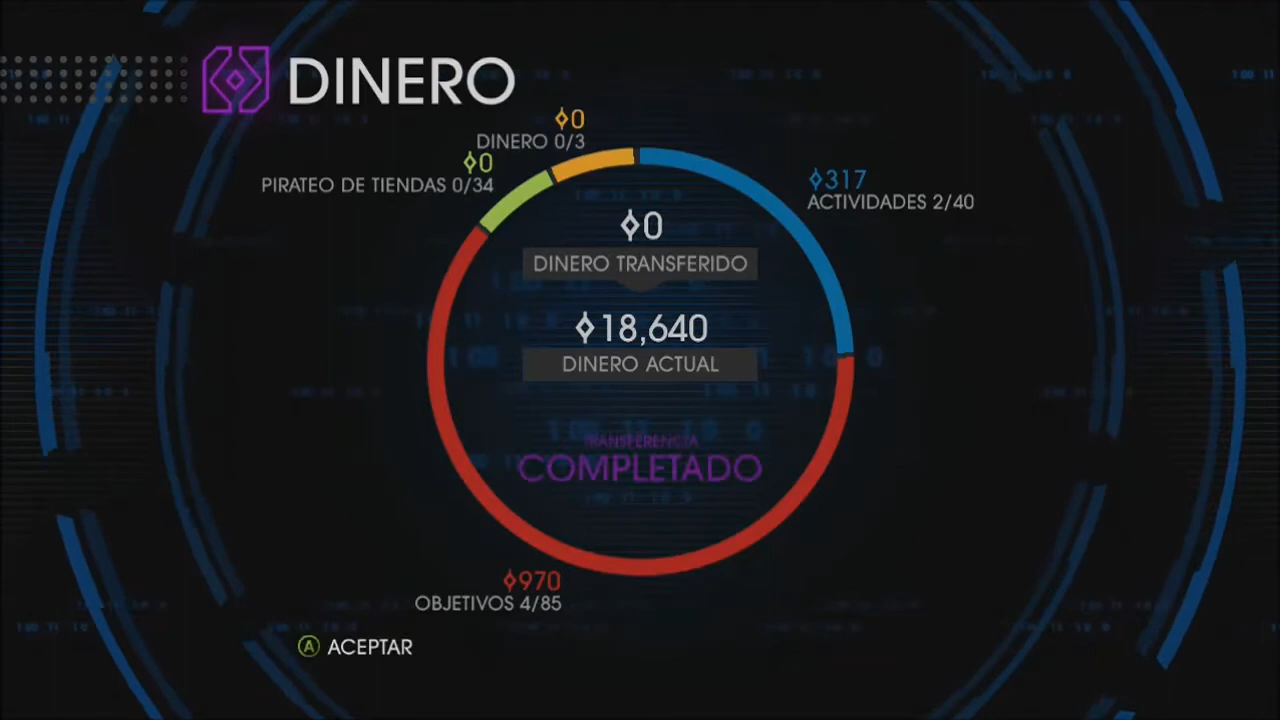 DINERO
0
DINERO 0/3
0
PIRATEO DE TIENDAS 0/34
317
ACTIVIDADES 2/40
0
DINERO TRANSFERIDO
18,640
DINERO ACTUAL
TRANSFERENCIA
COMPLETADO
970
OBJETIVOS 4/85
A ACEPTAR